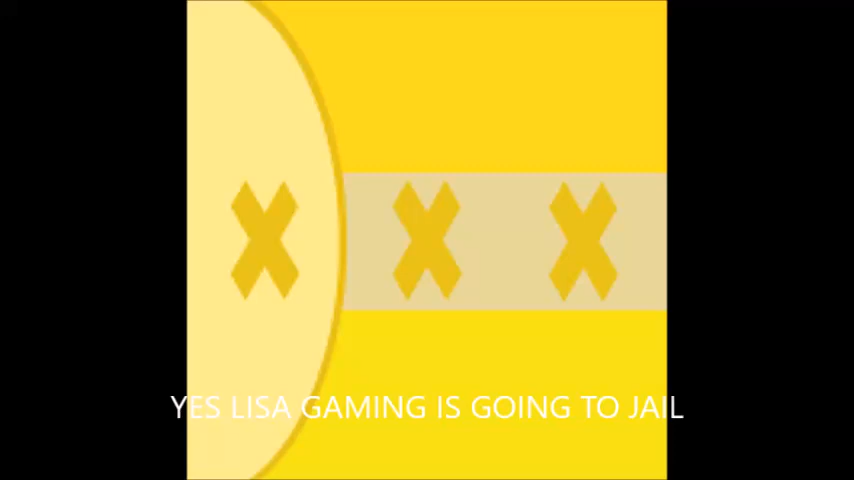 X X X
YES LISA GAMING IS GOING TO JAIL